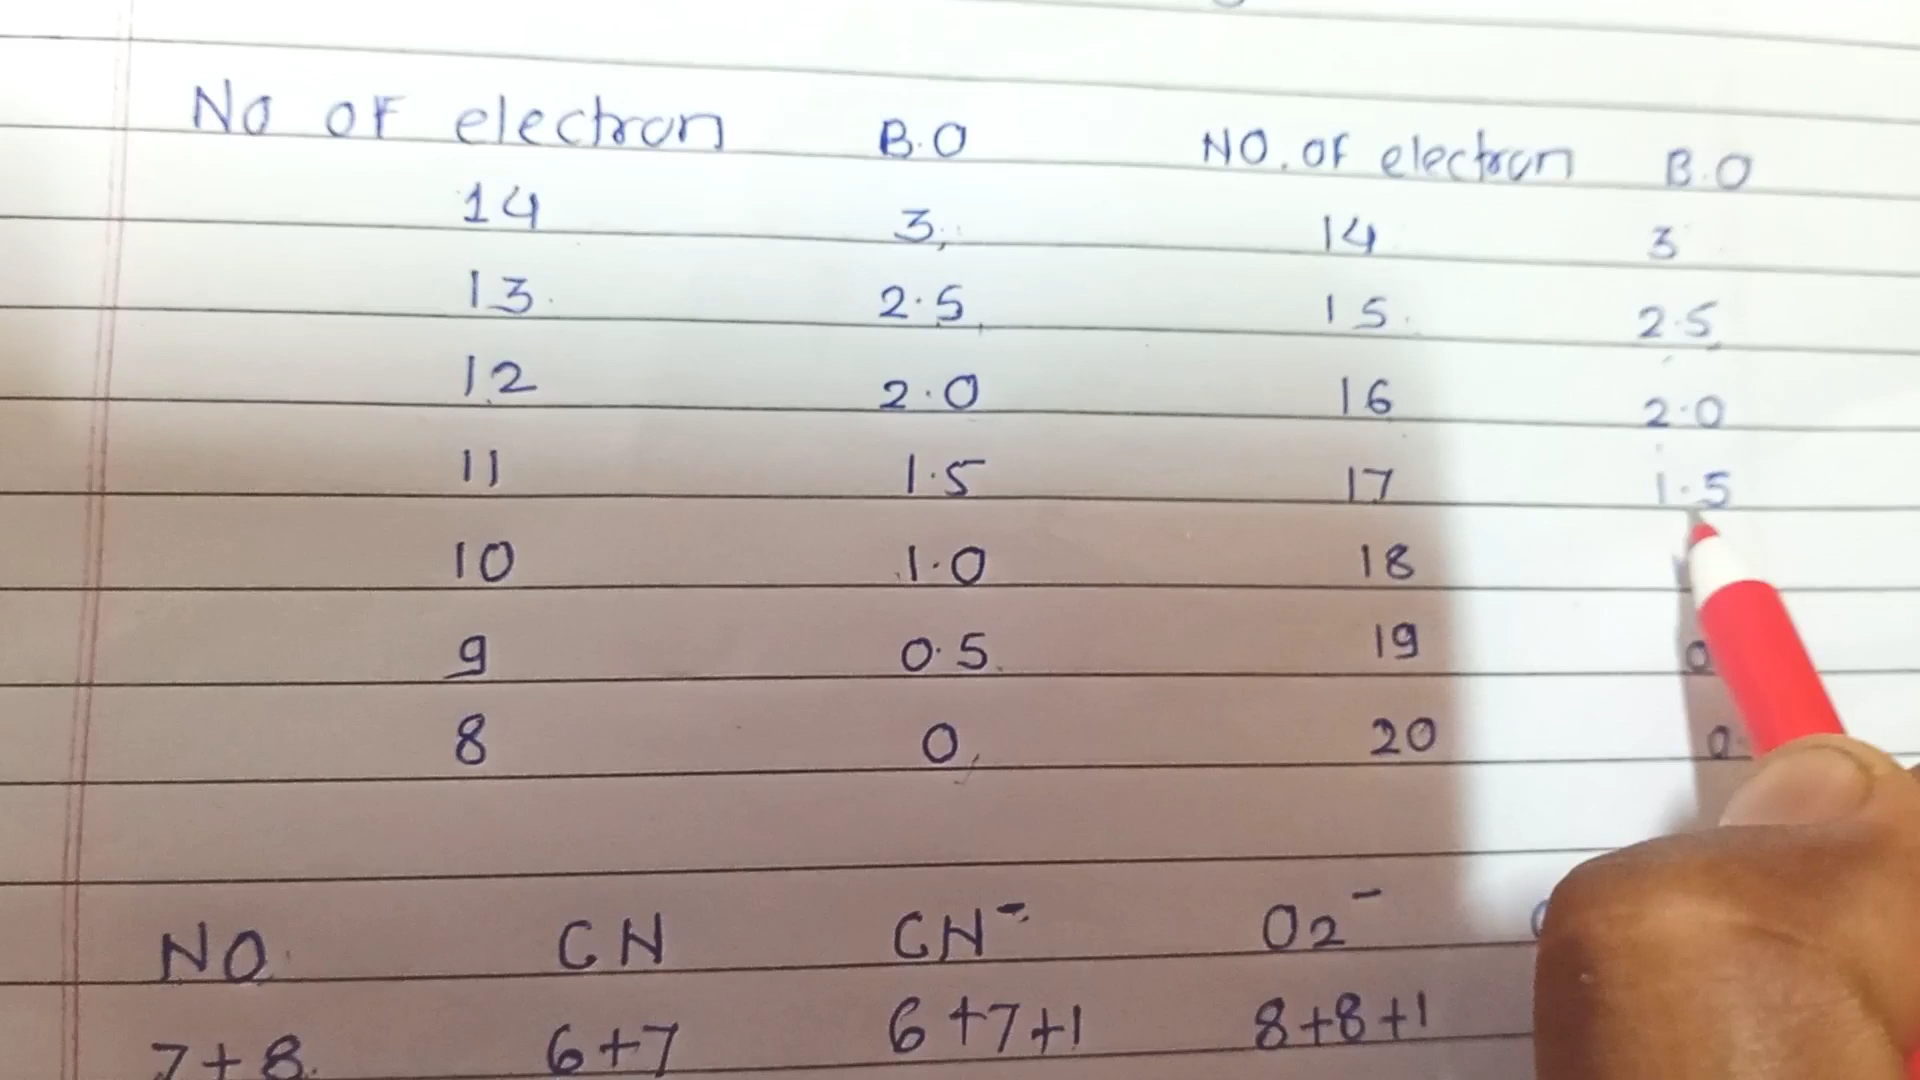 No OF electron B.O NO. OF electron B.O
14 3 14 3
13 2.5 15 2.5
12 2.0 16 2.0
11 1.5 17 1.5
10 1.0 18
9 0.5 19 0
8 0 20 0
NO CN CN- O2-
7+8 6+7 6+7+1 8+8+1